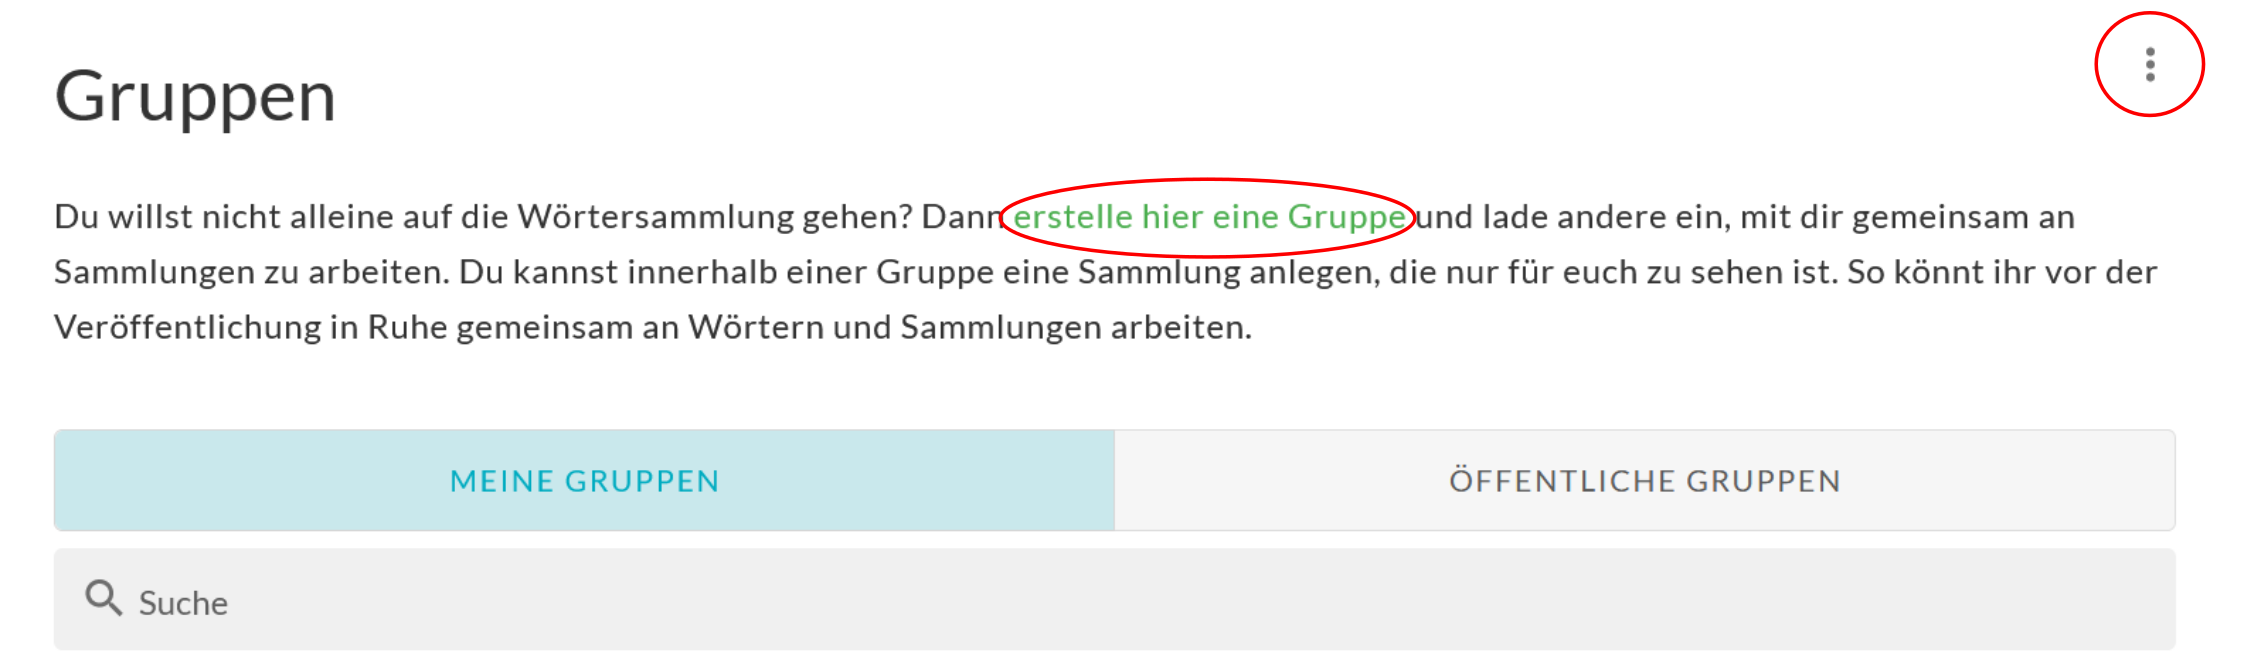 Gruppen
Du willst nicht alleine auf die Wörtersammlung gehen? Dann erstelle hier eine Gruppe und lade andere ein, mit dir gemeinsam an
Sammlungen zu arbeiten. Du kannst innerhalb einer Gruppe eine Sammlung anlegen, die nur für euch zu sehen ist. So könnt ihr vor der
Veröffentlichung in Ruhe gemeinsam an Wörtern und Sammlungen arbeiten.
MEINE GRUPPEN
ÖFFENTLICHE GRUPPEN
Suche